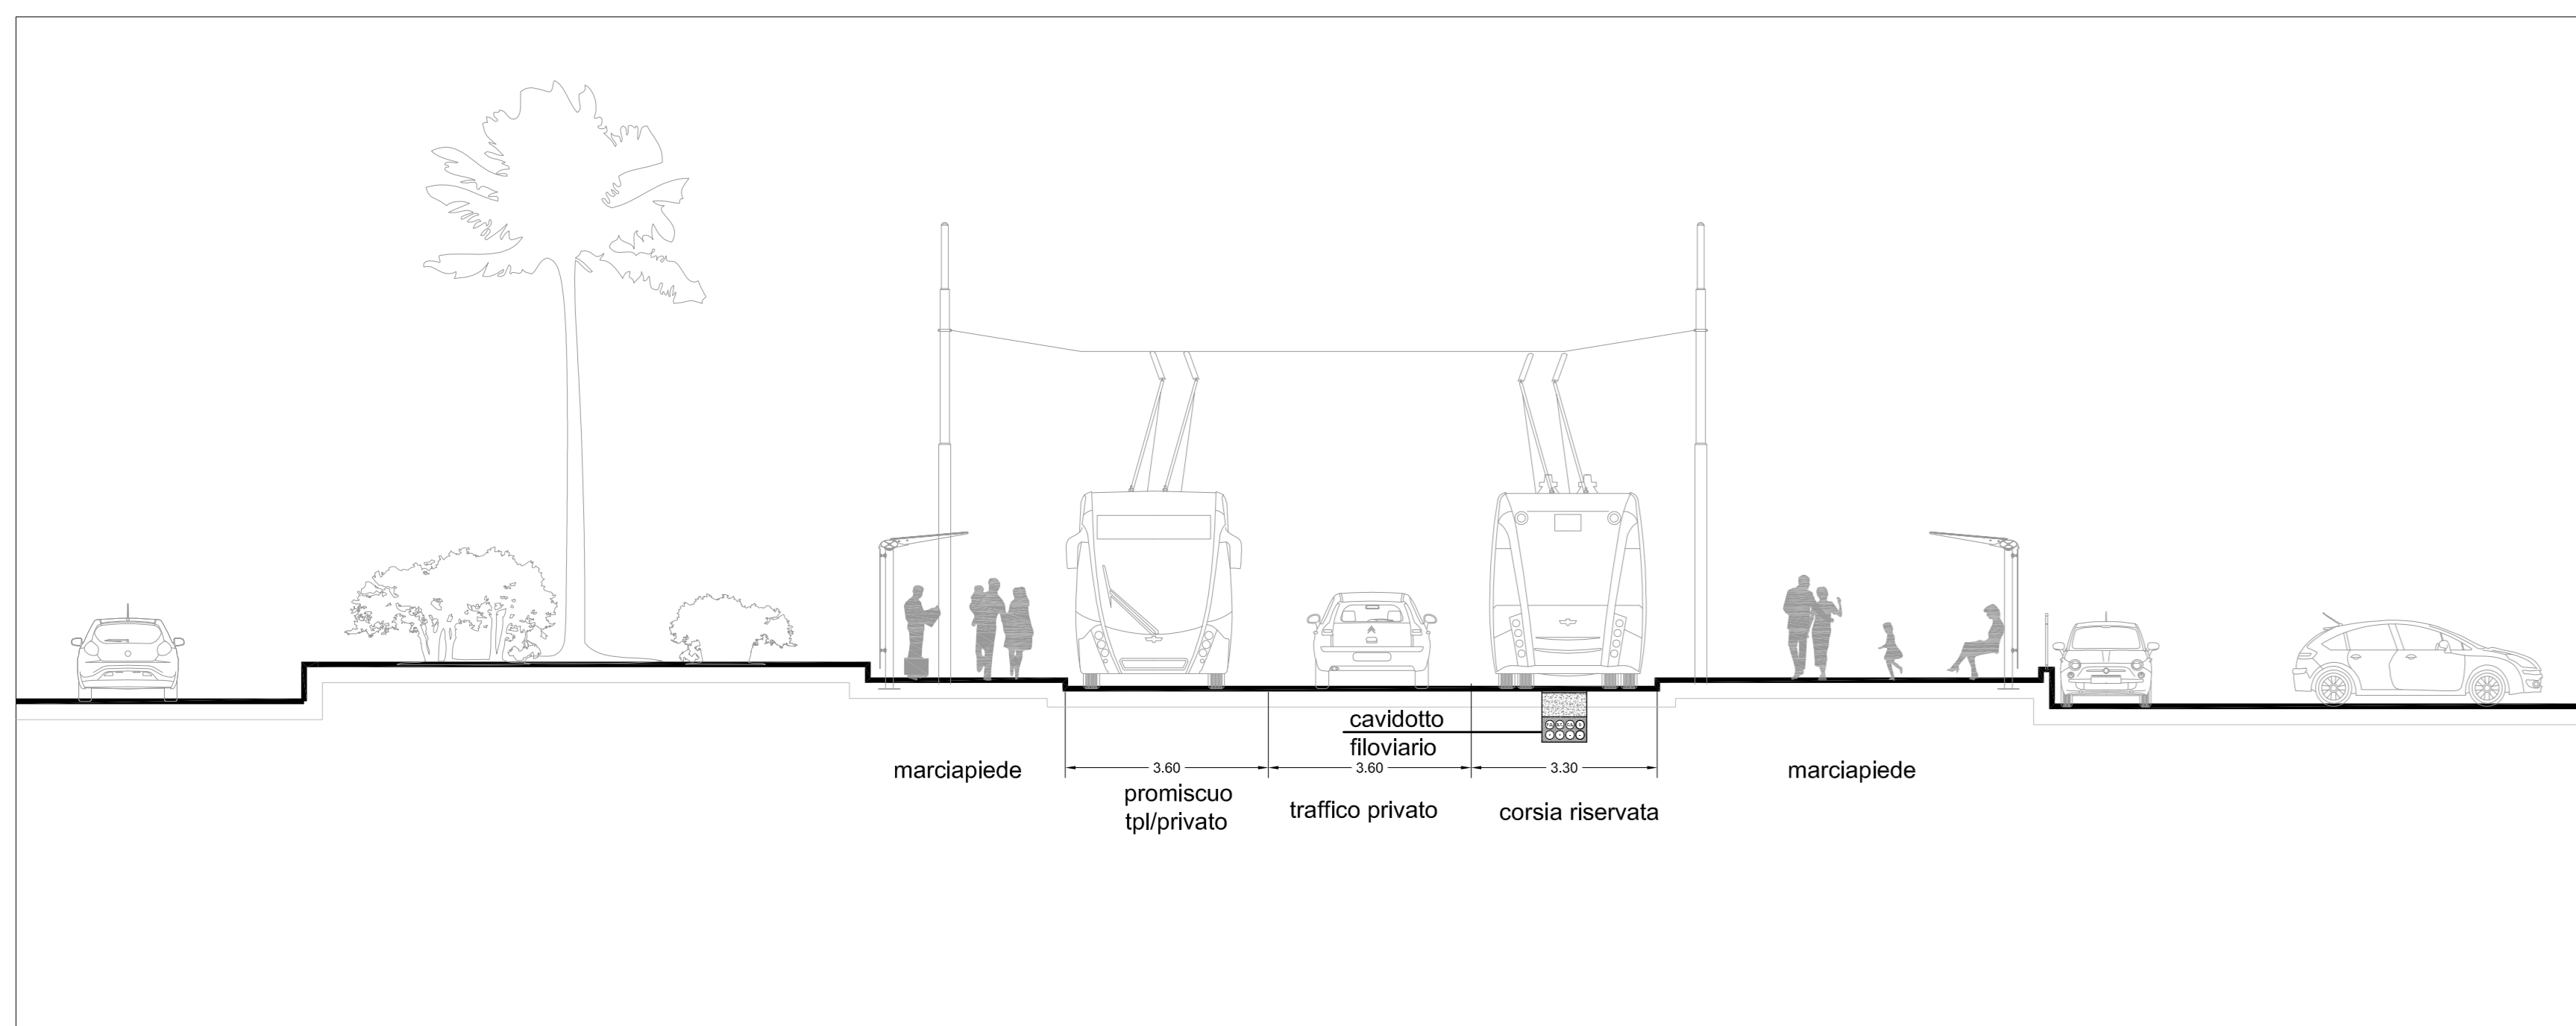 cavidotto
filoviario
marciapiede
3.60
3.60
3.30
marciapiede
promiscuo
tpl/privato
traffico privato
corsia riservata